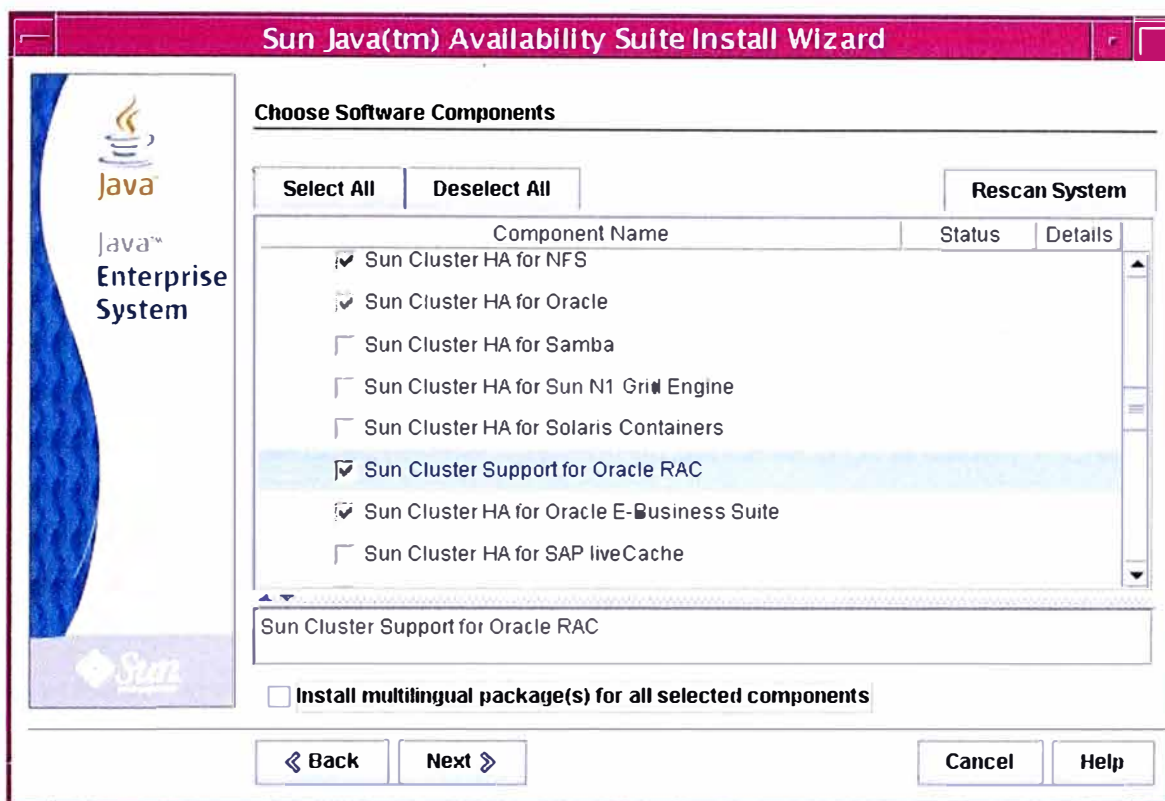 Sun Java(tm) Availability Suite Install Wizard
Java
Java™
Enterprise
System
Sun
Choose Software Components
Select All
Deselect All
Rescan System
Component Name
Status
Details
Sun Cluster HA for NFS
Sun Cluster HA for Oracle
Sun Cluster HA for Samba
Sun Cluster HA for Sun N1 Grid Engine
Sun Cluster HA for Solaris Containers
Sun Cluster Support for Oracle RAC
Sun Cluster HA for Oracle E-Business Suite
Sun Cluster HA for SAP liveCache
Sun Cluster Support for Oracle RAC
Install multilingual package(s) for all selected components
Back
Next
Cancel
Help